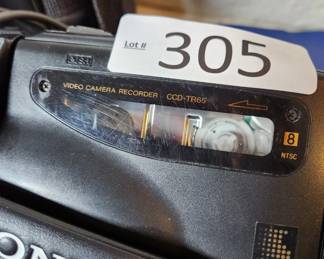 Lot #
305
VIDEO CAMERA RECORDER CCD-TR65
8
NTSC